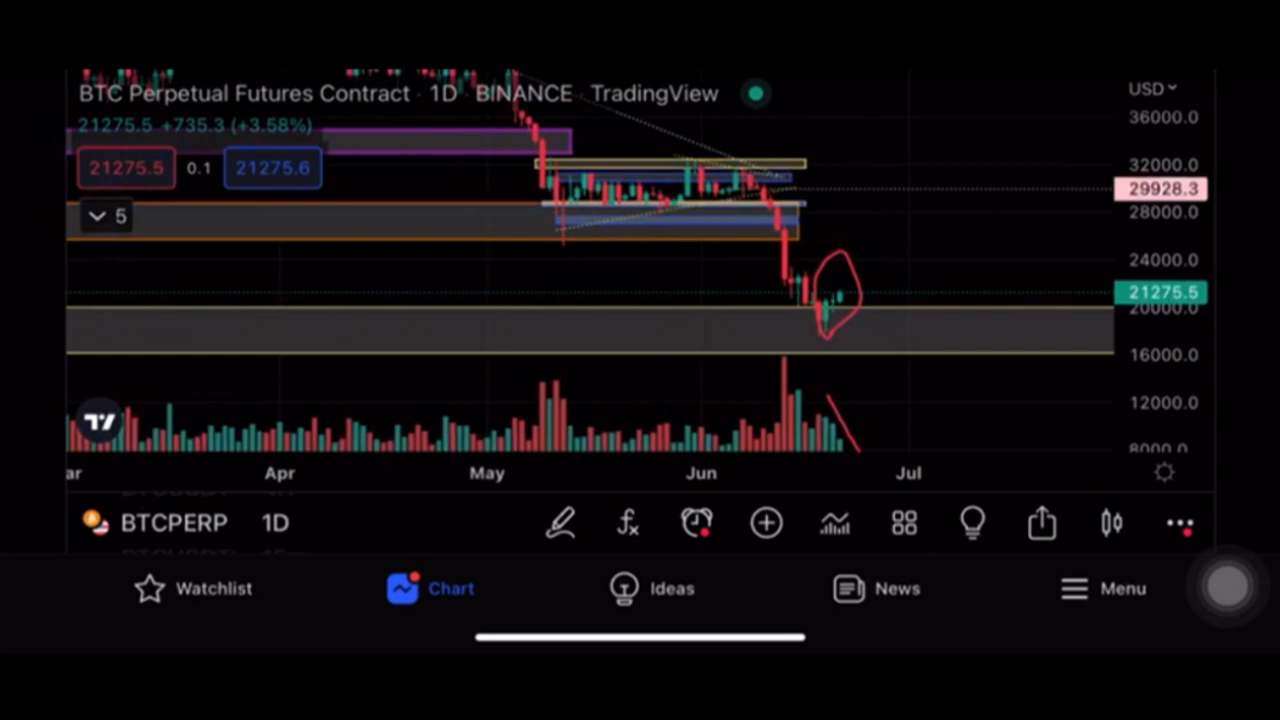 BTC Perpetual Futures Contract · 1D · BINANCE · TradingView
USD
21275.5 +735.3 (+3.58%)
36000.0
21275.5 0.1 21275.6
32000.0
29928.3
5
28000.0
24000.0
21275.5
20000.0
16000.0
12000.0
8000.0
ar Apr May Jun Jul
BTCPERP 1D
Watchlist Chart Ideas News Menu